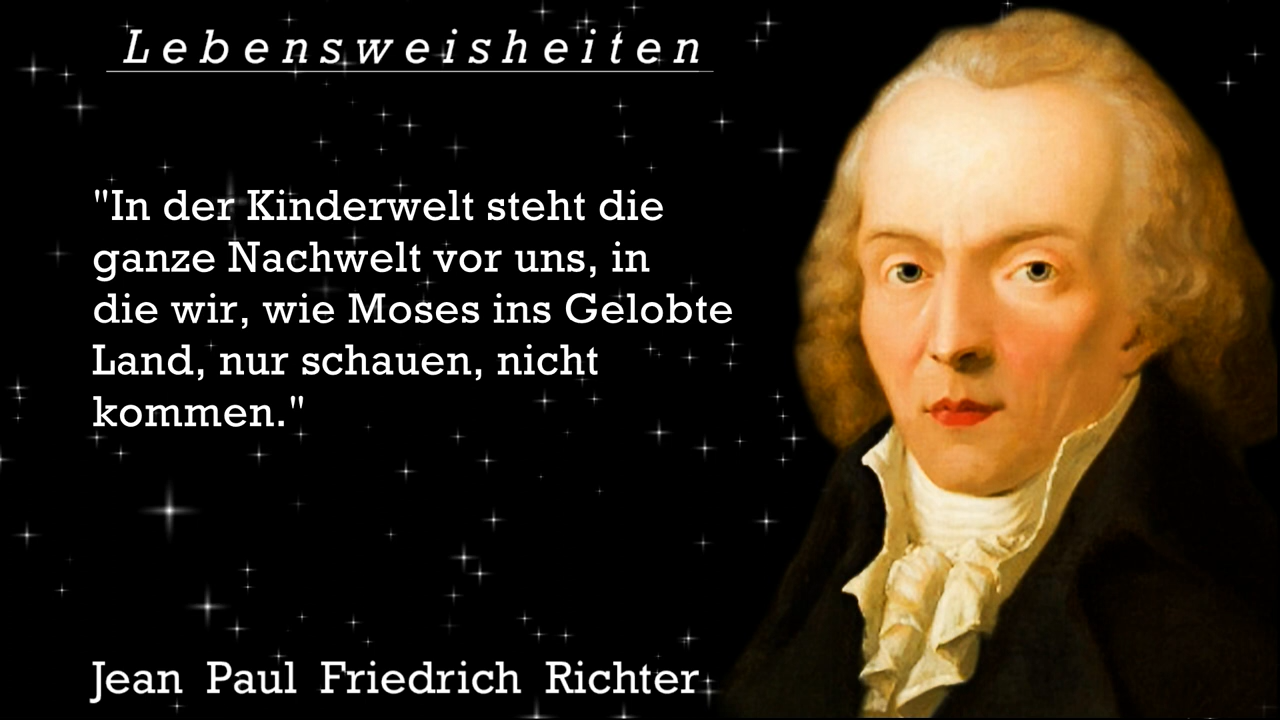 Lebensweisheiten
"In der Kinderwelt steht die
ganze Nachwelt vor uns, in
die wir, wie Moses ins Gelobte
Land, nur schauen, nicht
kommen."
Jean Paul Friedrich Richter